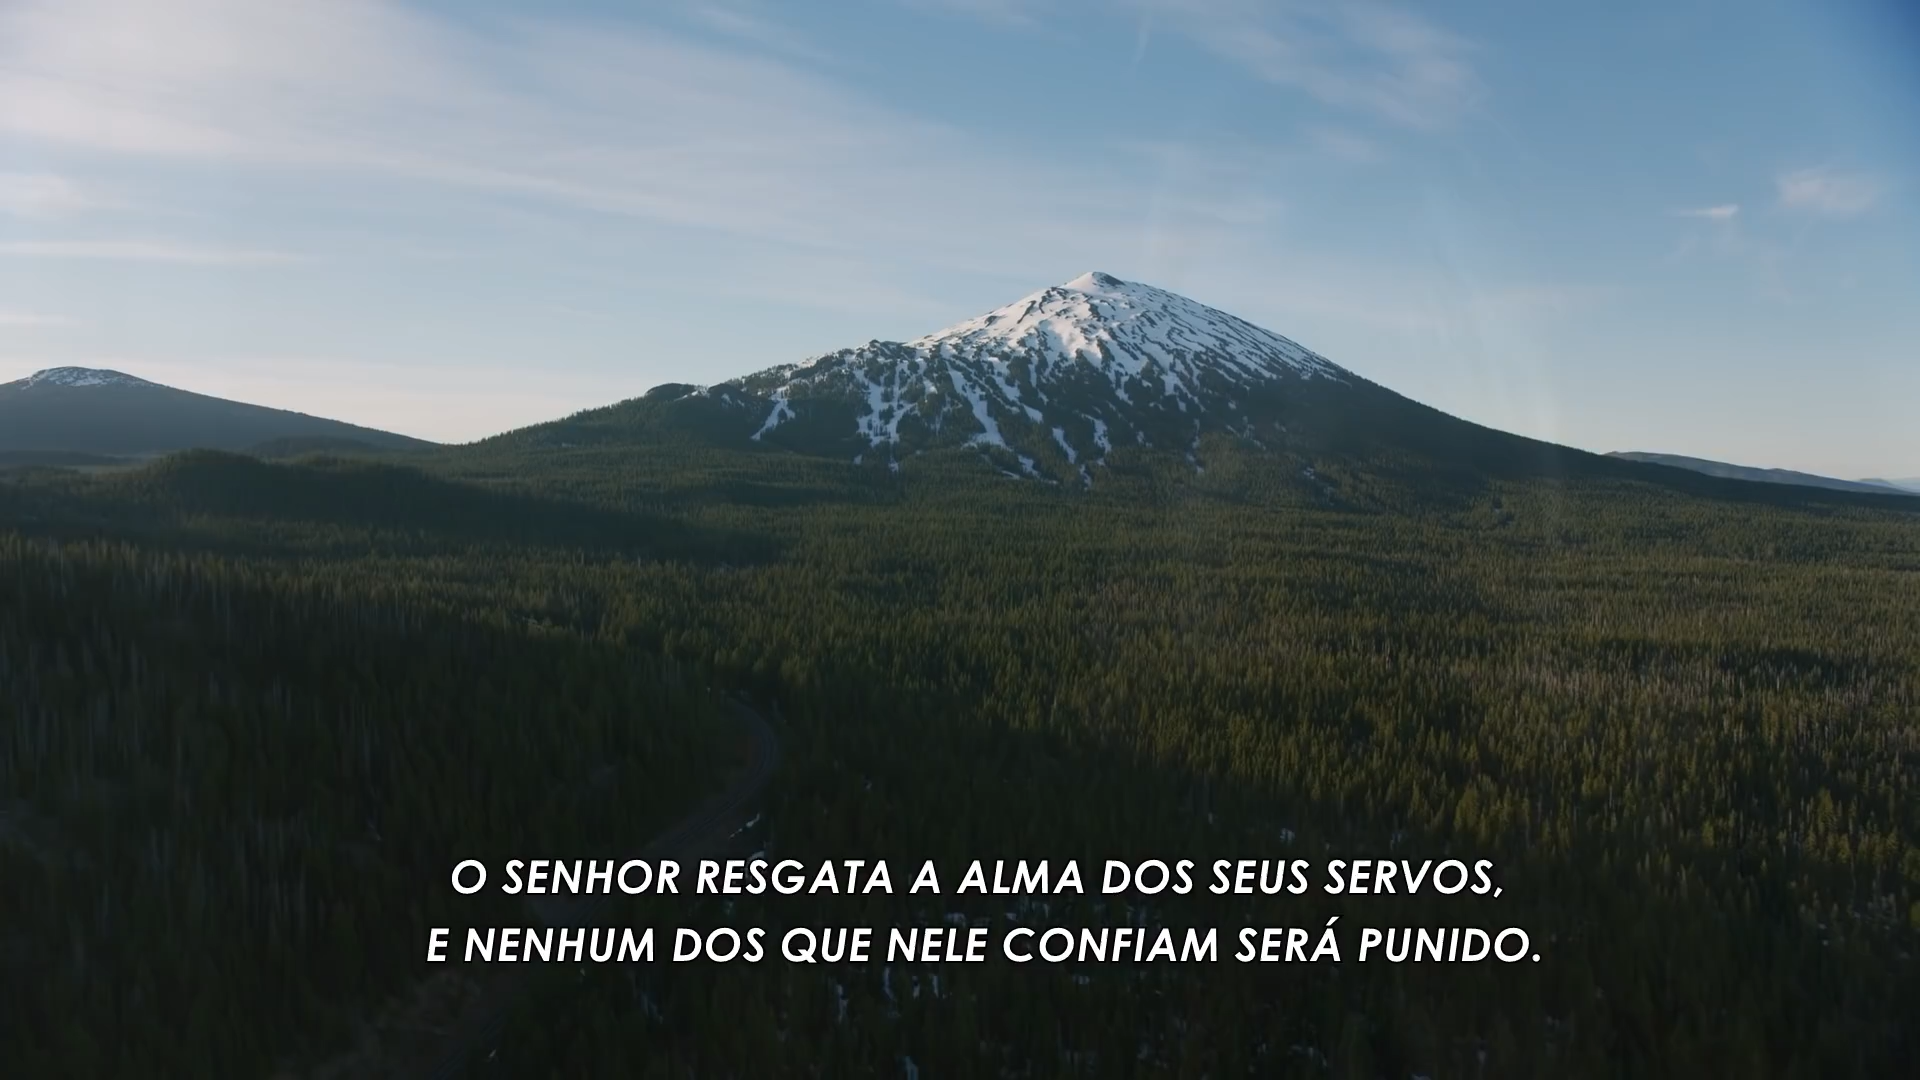 O SENHOR RESGATA A ALMA DOS SEUS SERVOS,
E NENHUM DOS QUE NELE CONFIAM SERÁ PUNIDO.